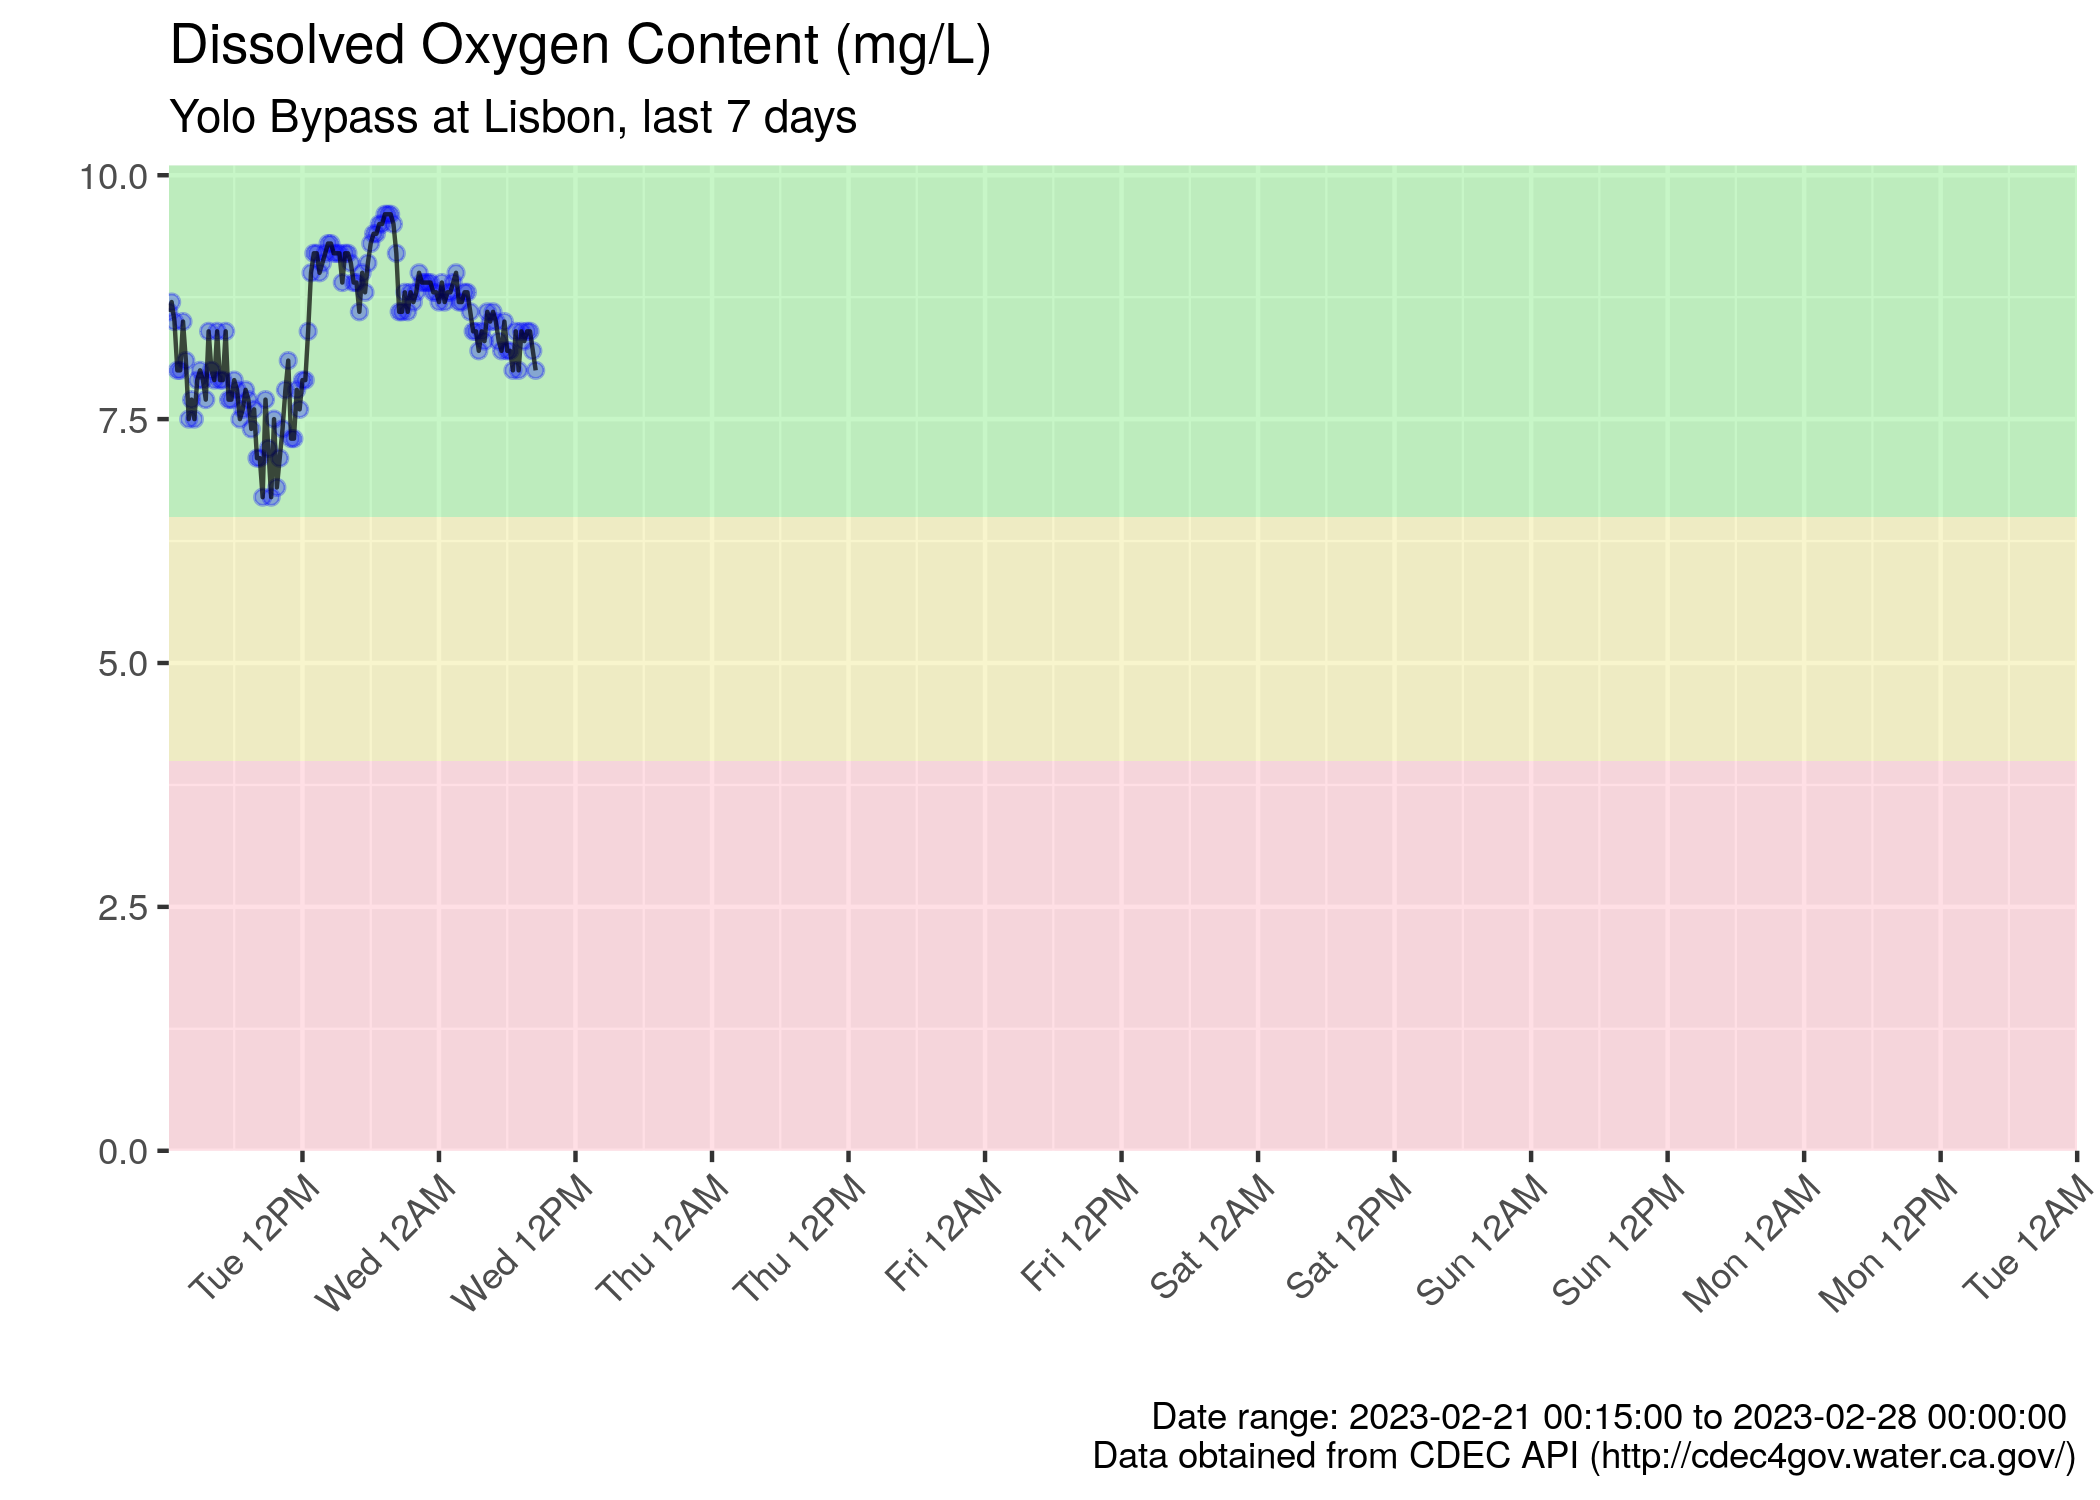 Dissolved Oxygen Content (mg/L)
Yolo Bypass at Lisbon, last 7 days
10.0
7.5
5.0
2.5
0.0
Tue 12PM
Wed 12AM
Wed 12PM
Thu 12AM
Thu 12PM
Fri 12AM
Fri 12PM
Sat 12AM
Sat 12PM
Sun 12AM
Sun 12PM
Mon 12AM
Mon 12PM
Tue 12AM
Date range: 2023-02-21 00:15:00 to 2023-02-28 00:00:00
Data obtained from CDEC API (http://cdec4gov.water.ca.gov/)